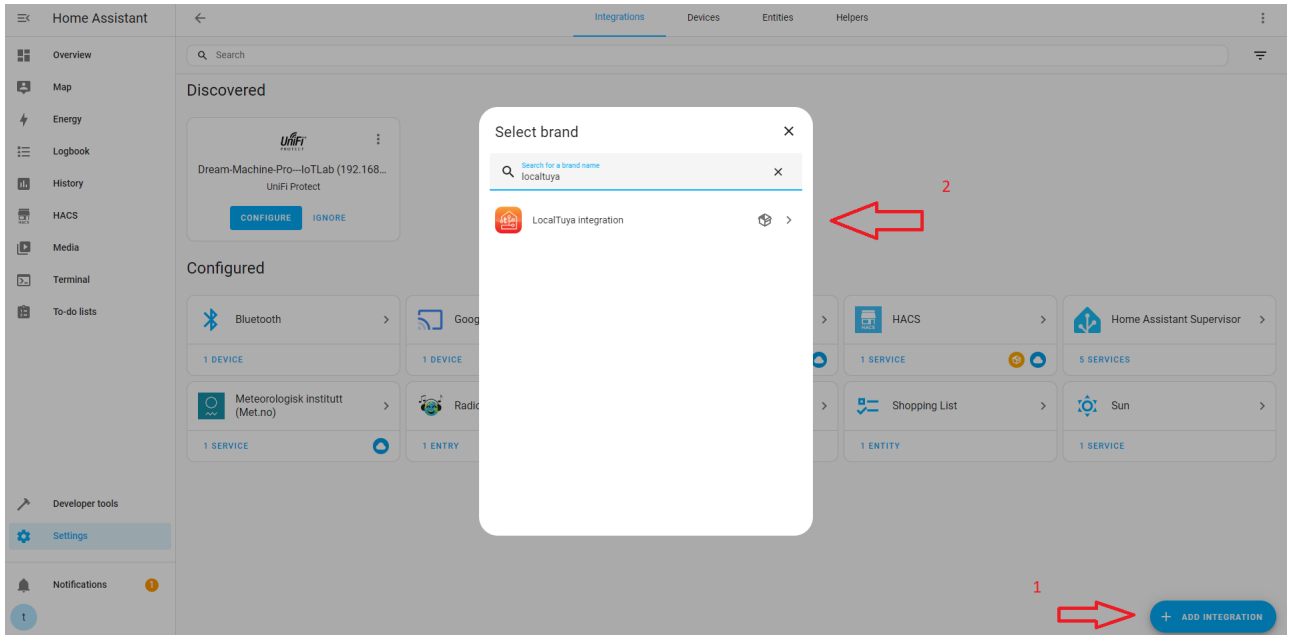 Home Assistant
Integrations
Devices
Entities
Helpers
Overview
Map
Energy
Logbook
History
HACS
Media
Terminal
To-do lists
Developer tools
Settings
Notifications
1
t
Search
Discovered
UniFi
PROTECT
Dream-Machine-Pro---IoTLab (192.168...
UniFi Protect
CONFIGURE
IGNORE
Configured
Bluetooth
1 DEVICE
Goog
1 DEVICE
HACS
HACS
1 SERVICE
Home Assistant Supervisor
5 SERVICES
Meteorologisk institutt
(Met.no)
1 SERVICE
Radio
1 ENTRY
Shopping List
1 ENTITY
Sun
1 SERVICE
Select brand
Search for a brand name
localtuya
LocalTuya integration
2
1
ADD INTEGRATION